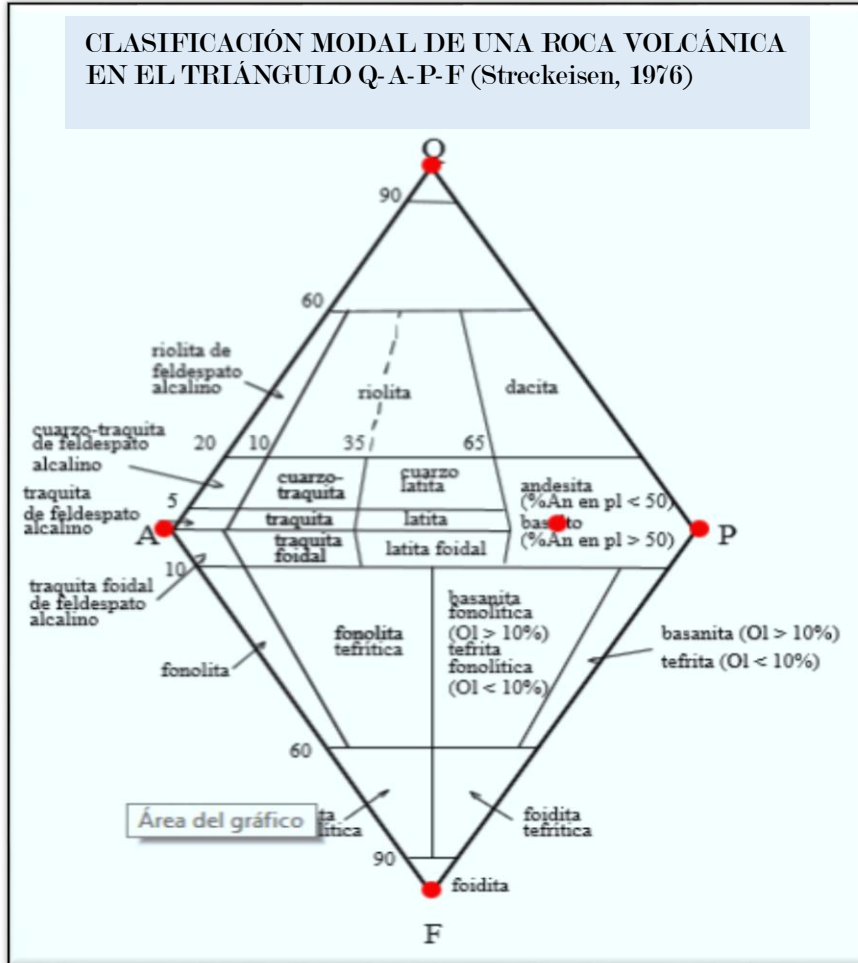 CLASIFICACIÓN MODAL DE UNA ROCA VOLCÁNICA
EN EL TRIÁNGULO Q-A-P-F (Streckeisen, 1976)
Q
90
60
riolita de
feldespato
alcalino
riolita
dacita
cuarzo-traquita
de feldespato
alcalino
20
10
35
65
cuarzo-
traquita
cuarzo
latita
andesita
(%An en pl < 50)
traquita
de feldespato
alcalino
5
traquita
latita
A
P
traquita
foidal
latita foidal
(%An en pl > 50)
10
traquita foidal
de feldespato
alcalino
fonolita
fonolita
tefrítica
basanita
fonolítica
(Ol > 10%)
tefrita
fonolítica
(Ol < 10%)
basanita (Ol > 10%)
tefrita (Ol < 10%)
60
Área del gráfico
foidita
tefrítica
90
foidita
F